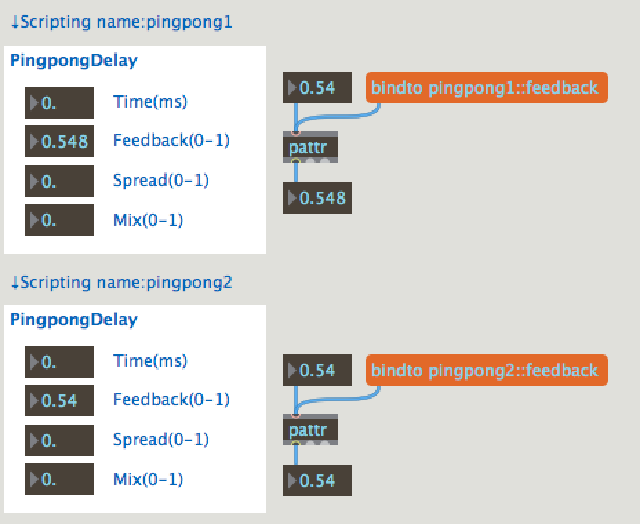 ↓Scripting name:pingpong1
PingpongDelay
0. Time(ms)
0.548 Feedback(0-1)
0. Spread(0-1)
0. Mix(0-1)
0.54 bindto pingpong1::feedback
pattr
0.548
↓Scripting name:pingpong2
PingpongDelay
0. Time(ms)
0.54 Feedback(0-1)
0. Spread(0-1)
0. Mix(0-1)
0.54 bindto pingpong2::feedback
pattr
0.54